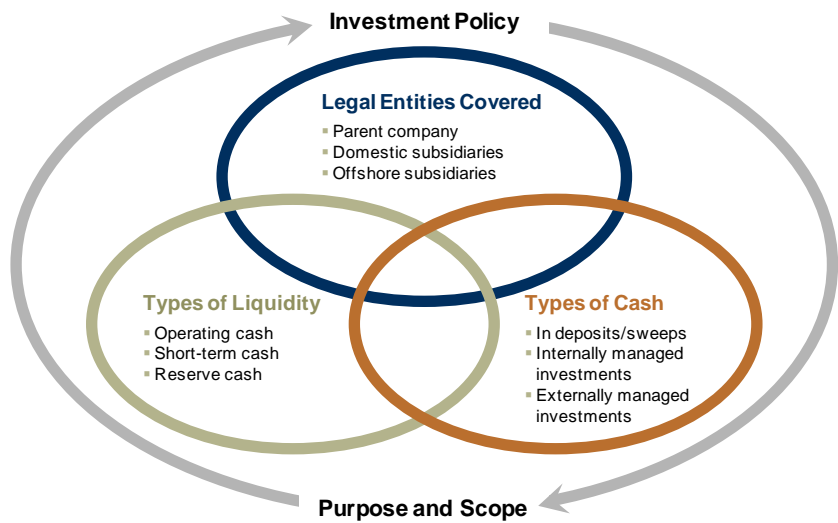 Investment Policy
Legal Entities Covered
▪ Parent company
▪ Domestic subsidiaries
▪ Offshore subsidiaries
Types of Liquidity
▪ Operating cash
▪ Short-term cash
▪ Reserve cash
Types of Cash
▪ In deposits/sweeps
▪ Internally managed
investments
▪ Externally managed
investments
Purpose and Scope